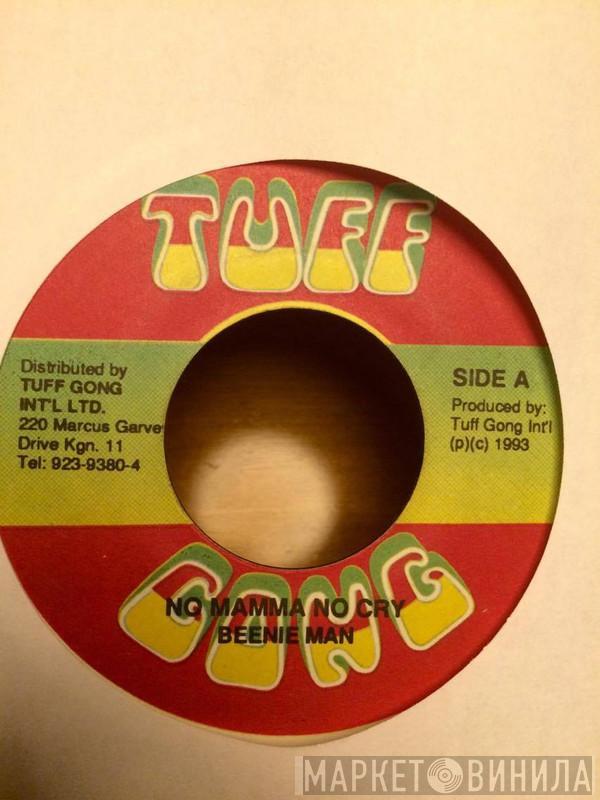 TUFF
Distributed by
TUFF GONG
INT'L LTD.
220 Marcus Garve
Drive Kgn. 11
Tel: 923-9380-4
SIDE A
Produced by:
Tuff Gong Int'l
(p)(c) 1993
GONG
NO MAMMA NO CRY
BEENIE MAN
МАРКЕТ ВИНИЛА